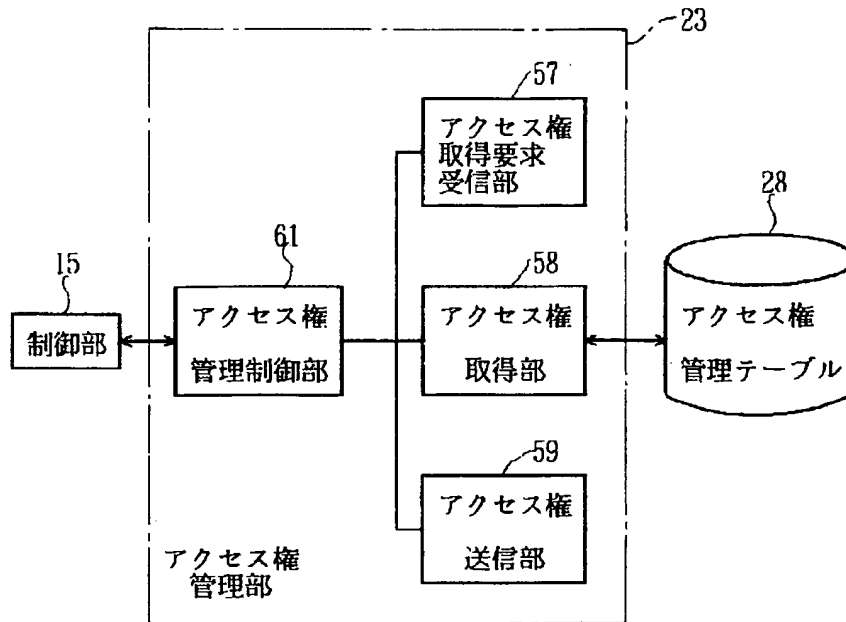 23
57
アクセス権
取得要求
受信部
28
61
58
15
制御部
アクセス権
管理制御部
アクセス権
取得部
アクセス権
管理テーブル
59
アクセス権
送信部
アクセス権
管理部